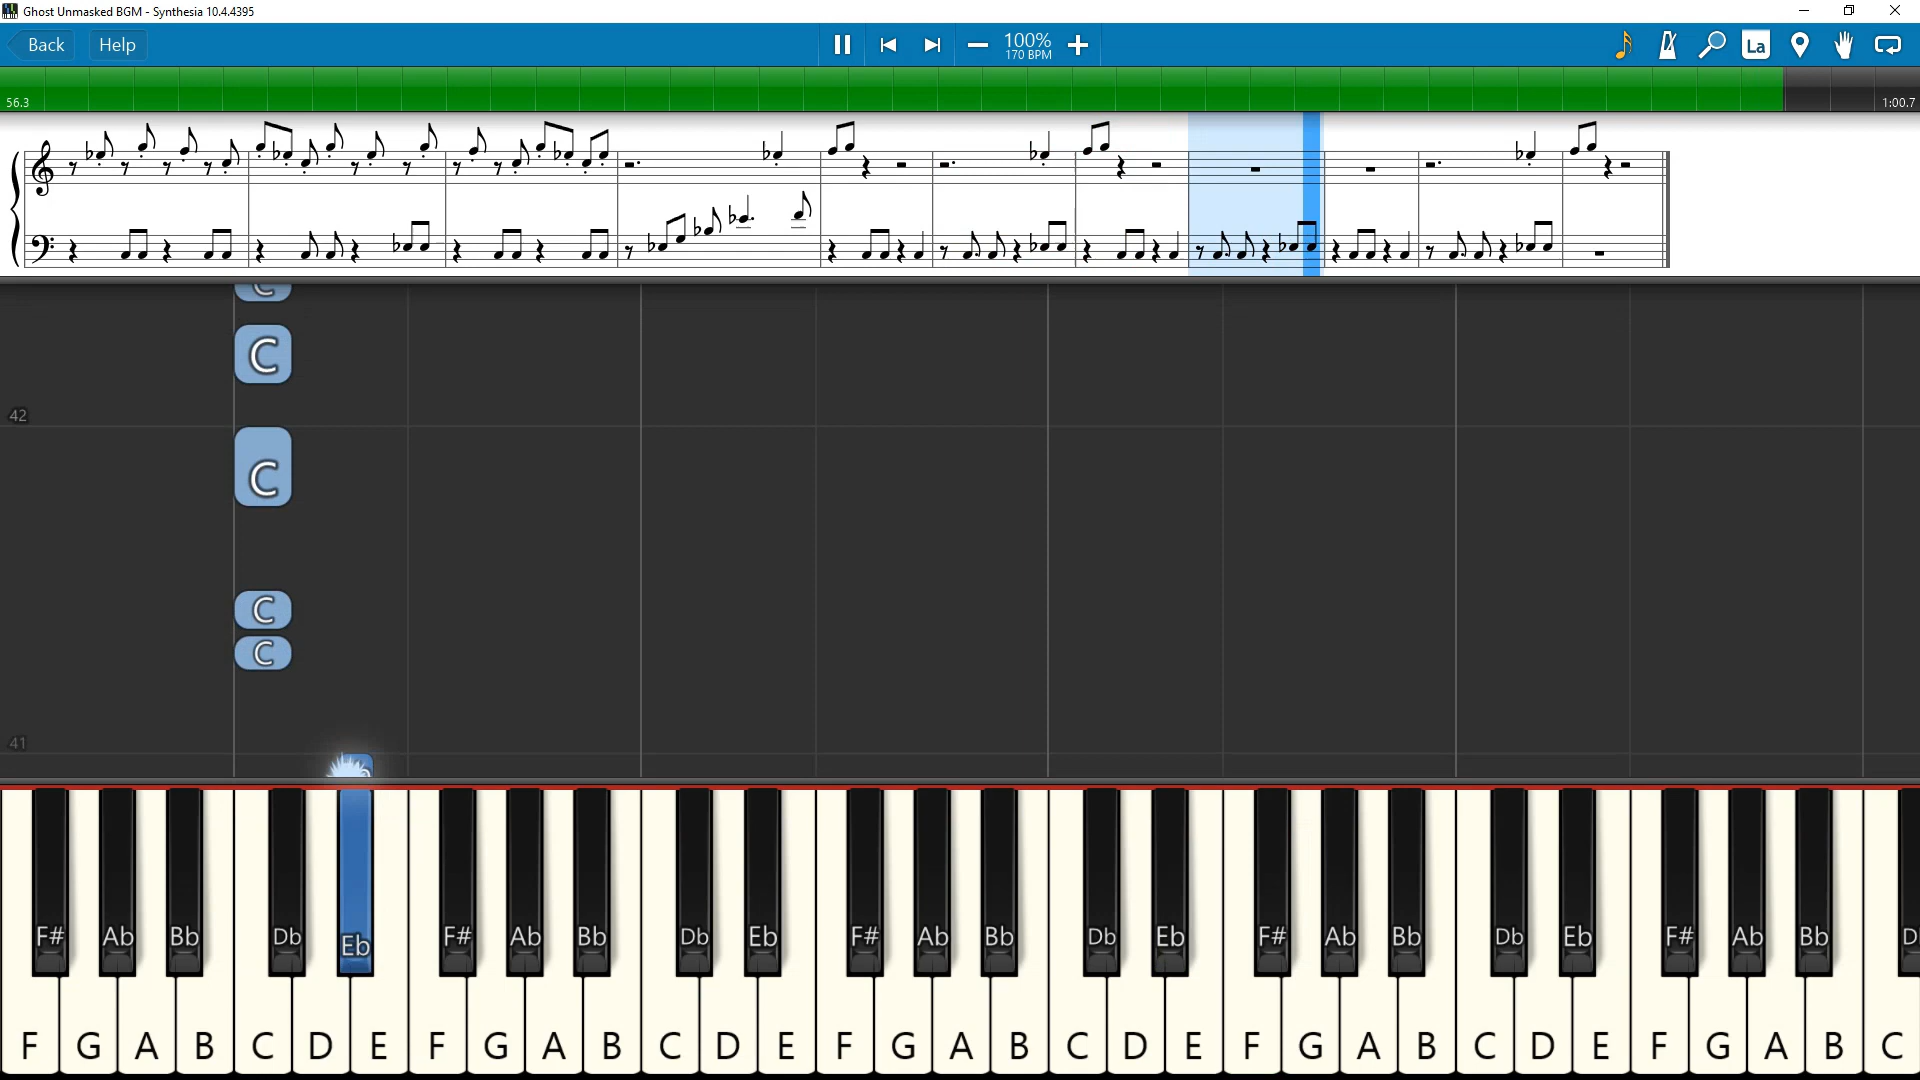 Ghost Unmasked BGM - Synthesia 10.4.4395
Back Help 100% La
170 BPM
56.3 1:00.7
C
C
42
C
C
C
41
F# Ab Bb Db Eb F# Ab Bb Db Eb F# Ab Bb Db Eb F# Ab Bb Db Eb F# Ab Bb
F G A B C D E F G A B C D E F G A B C D E F G A B C D E F G A B C